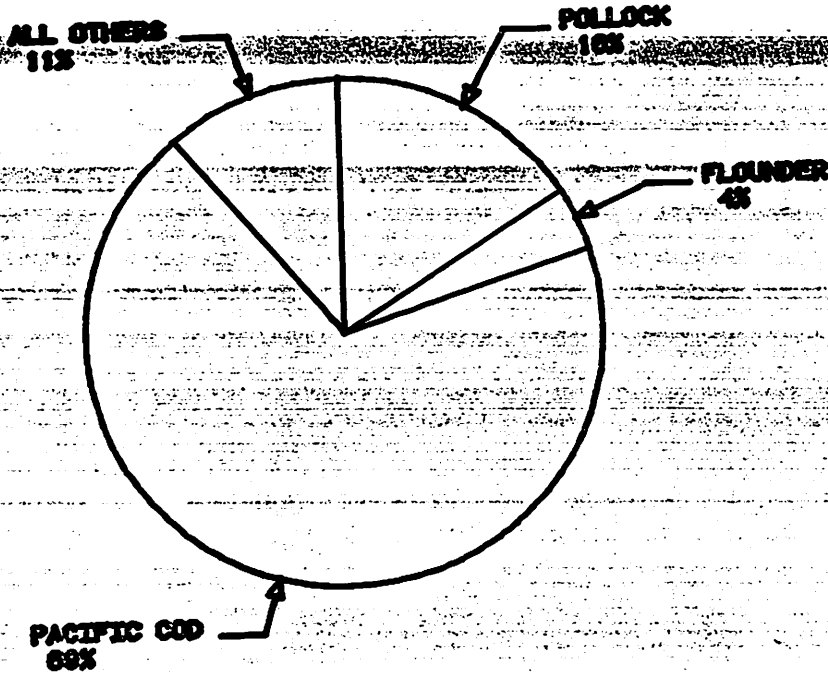 ALL OTHERS
11%
POLLOCK
16%
FLOUNDER
4%
PACIFIC COD
69%